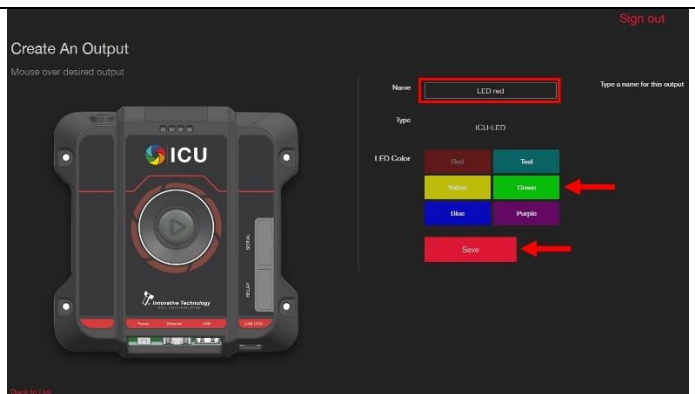 Sign out
Create An Output
Mouse over desired output
Name
LED red
Type a name for this output
Type
ICU-LED
LED Color
Red
Teal
Yellow
Green
Blue
Purple
Save
ICU
SERIAL
RELAY
Innovative Technology
Power
Ethernet
USB
Back to List